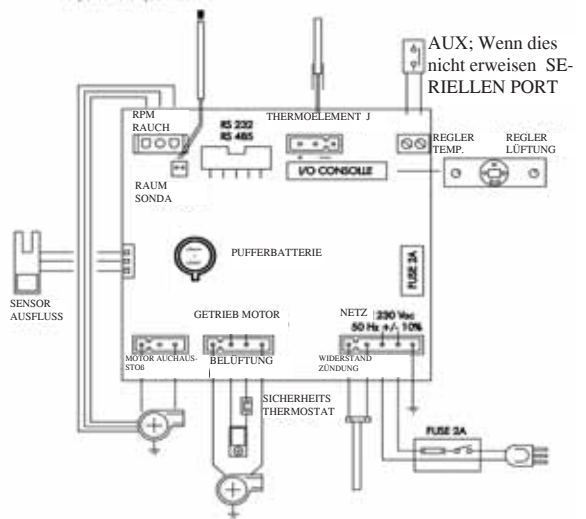 AUX; Wenn dies
nicht erweisen SE-
RIELLEN PORT
RPM
RAUCH
RS 232
RS 485
THERMOELEMENT J
I/O CONSOLLE
REGLER
TEMP.
REGLER
LÜFTUNG
RAUM
SONDA
PUFFERBATTERIE
FUSE 2A
SENSOR
AUSFLUSS
GETRIEB MOTOR
NETZ
230 Vac
50 Hz +/- 10%
MOTOR AUCHAUS-
STOß
BELÜFTUNG
WIDERSTAND
ZÜNDUNG
SICHERHEITS
THERMOSTAT
FUSE 2A